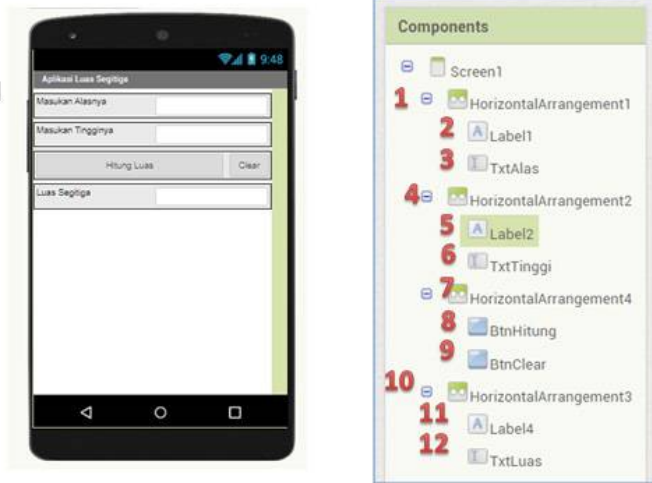 9:48
Aplikasi Luas Segitiga
Masukan Alasnya
Masukan Tingginya
Hitung Luas Clear
Luas Segitiga
Components
Screen1
1 HorizontalArrangement1
2 A Label1
3 TxtAlas
4 HorizontalArrangement2
5 A Label2
6 TxtTinggi
7 HorizontalArrangement4
8 BtnHitung
9 BtnClear
10 HorizontalArrangement3
11 A Label4
12 TxtLuas